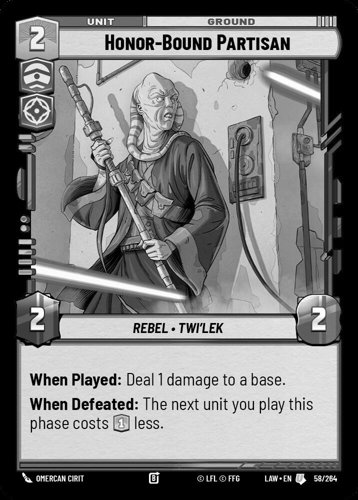 UNIT
GROUND
2
HONOR-BOUND PARTISAN
2
2
REBEL • TWI'LEK
When Played: Deal 1 damage to a base.
When Defeated: The next unit you play this
phase costs 1 less.
OMERCAN CIRIT
© LFL © FFG
LAW • EN
58/264